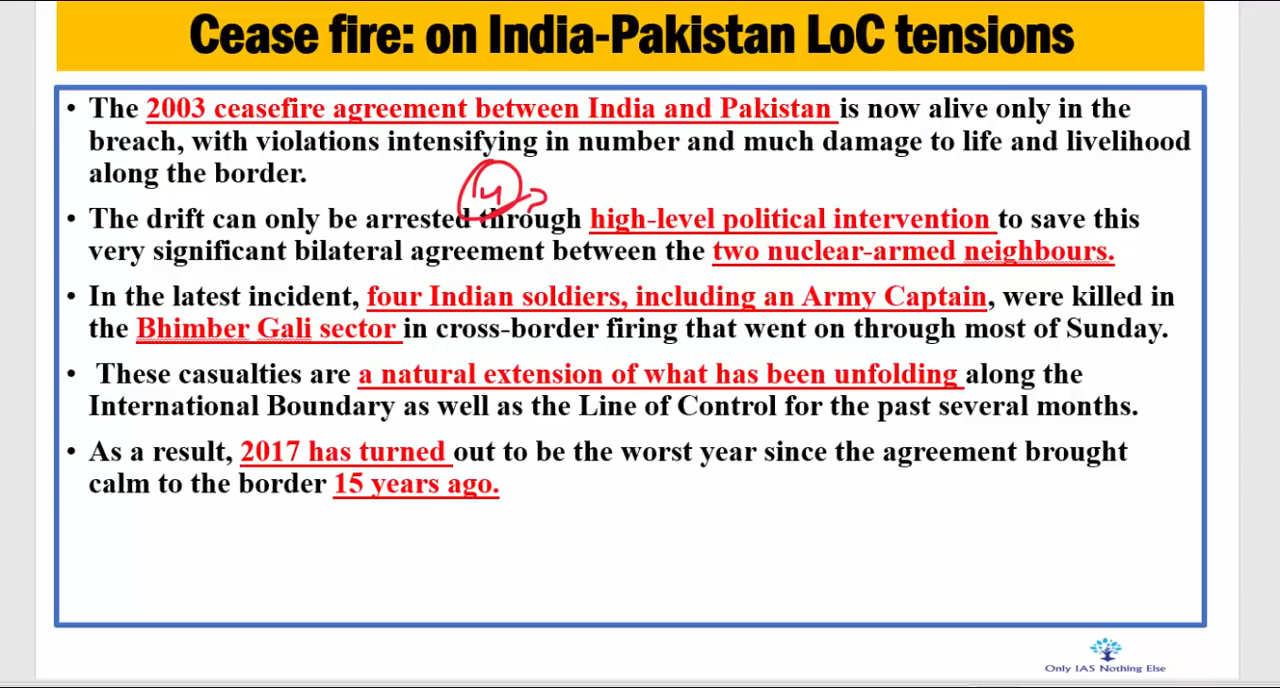 Cease fire: on India-Pakistan LoC tensions
• The 2003 ceasefire agreement between India and Pakistan is now alive only in the
breach, with violations intensifying in number and much damage to life and livelihood
along the border.
• The drift can only be arrested through high-level political intervention to save this
very significant bilateral agreement between the two nuclear-armed neighbours.
• In the latest incident, four Indian soldiers, including an Army Captain, were killed in
the Bhimber Gali sector in cross-border firing that went on through most of Sunday.
• These casualties are a natural extension of what has been unfolding along the
International Boundary as well as the Line of Control for the past several months.
• As a result, 2017 has turned out to be the worst year since the agreement brought
calm to the border 15 years ago.
Only IAS Nothing Else